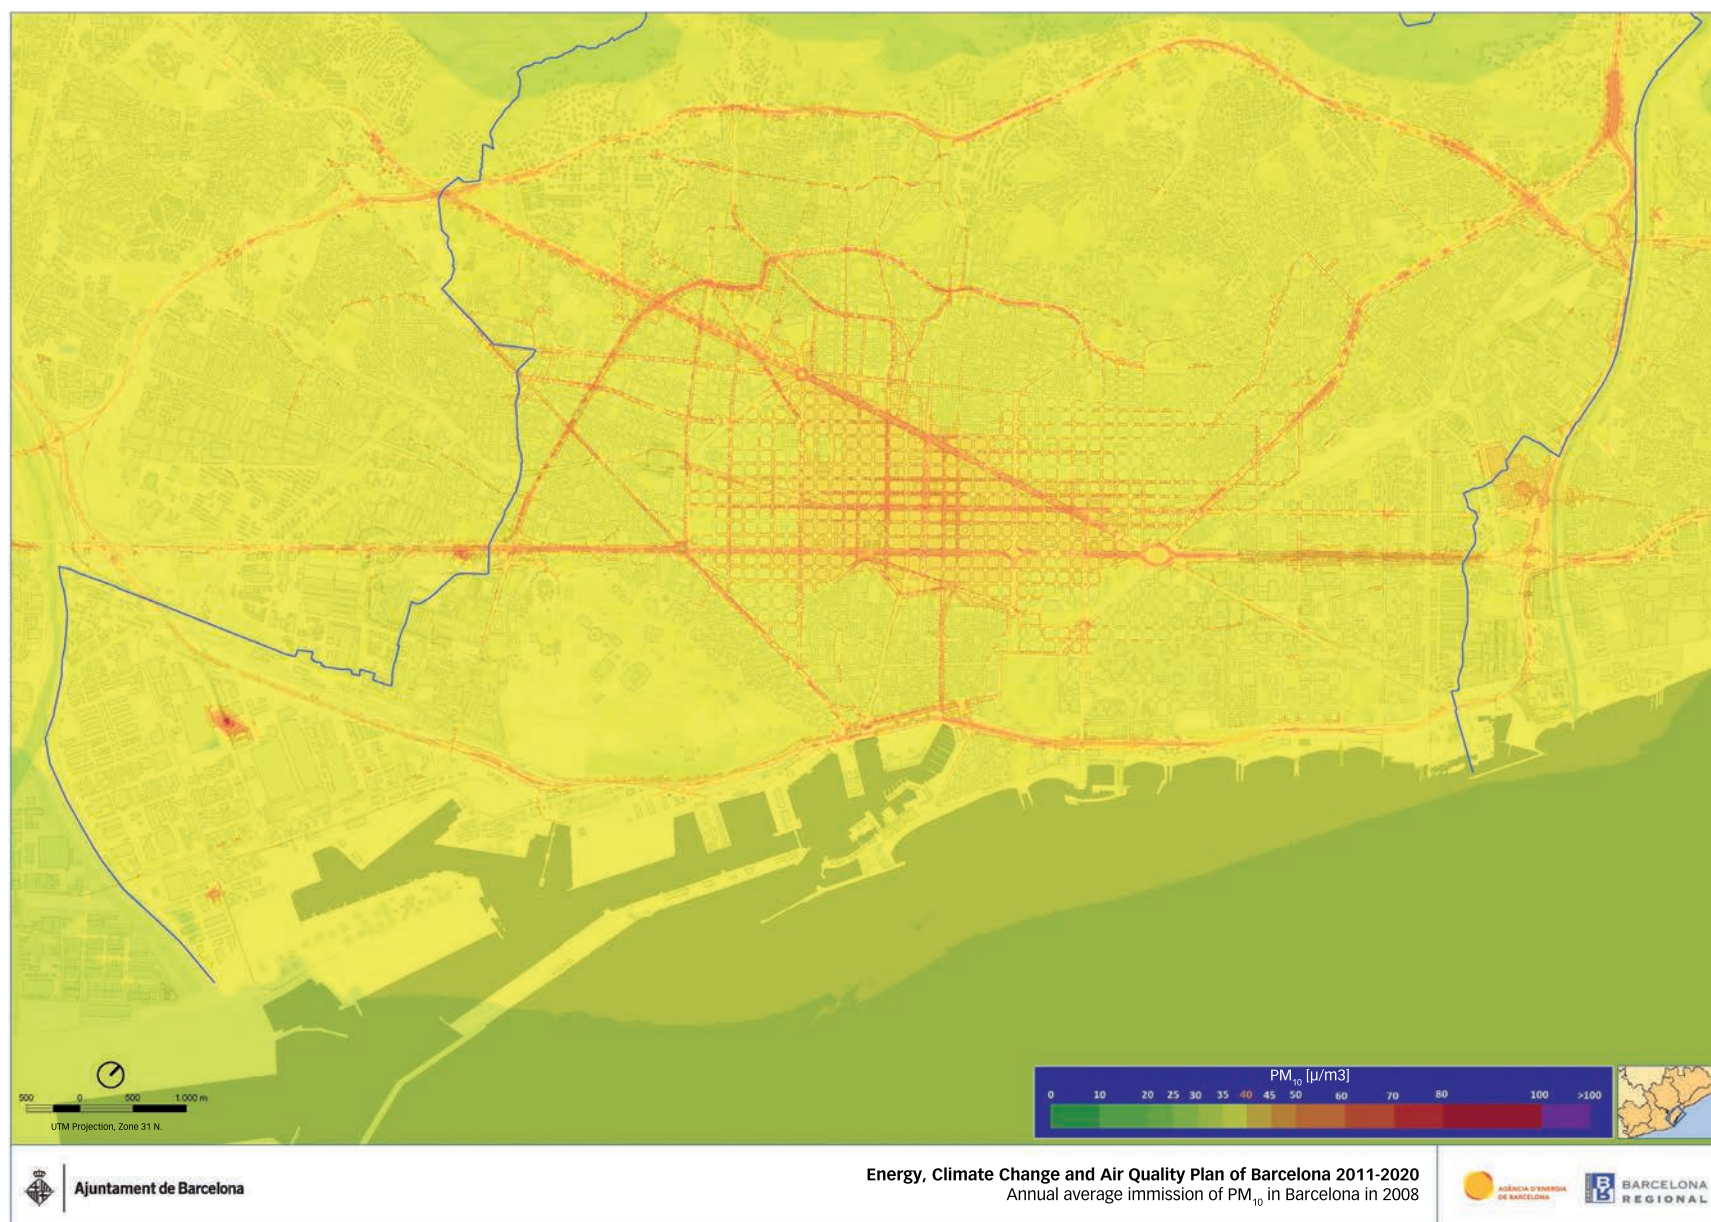 PM10 [µ/m3]
0 10 20 25 30 35 40 45 50 60 70 80 100 >100
500 0 500 1.000 m
UTM Projection, Zone 31 N.
Ajuntament de Barcelona
Energy, Climate Change and Air Quality Plan of Barcelona 2011-2020
Annual average immission of PM10 in Barcelona in 2008
AGÈNCIA D'ENERGIA
DE BARCELONA
BARCELONA
REGIONAL